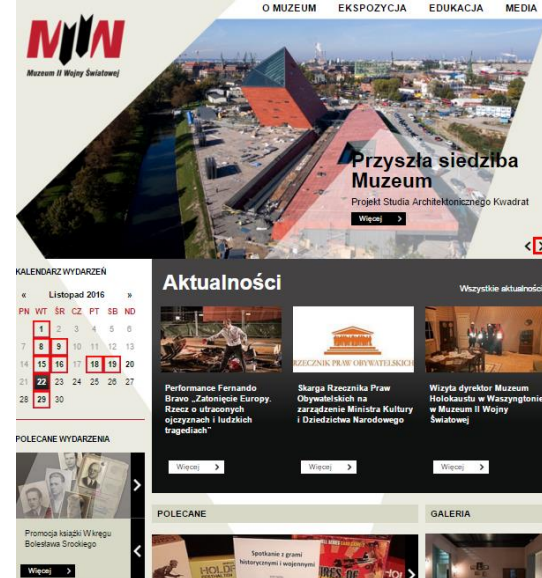 O MUZEUM EKSPOZYCJA EDUKACJA MEDIA
Muzeum II Wojny Światowej
Przyszła siedziba
Muzeum
Projekt Studia Architektonicznego Kwadrat
Więcej >
< >
KALENDARZ WYDARZEŃ
« Listopad 2016 »
PN WT ŚR CZ PT SB ND
1 2 3 4 5 6
7 8 9 10 11 12 13
14 15 16 17 18 19 20
21 22 23 24 25 26 27
28 29 30
POLECANE WYDARZENIA
Promocja książki W kręgu
Bolesława Srockiego
Więcej >
Aktualności
Wszystkie aktualności
Performance Fernando
Bravo „Zatonięcie Europy.
Rzecz o utraconych
ojczyznach i ludzkich
tragediach"
Więcej >
RZECZNIK PRAW OBYWATELSKICH
Skarga Rzecznika Praw
Obywatelskich na
zarządzenie Ministra Kultury
i Dziedzictwa Narodowego
Więcej >
Wizyta dyrektor Muzeum
Holokaustu w Waszyngtonie
w Muzeum II Wojny
Światowej
Więcej >
POLECANE
Spotkanie z grami
historycznymi i wojennymi
GALERIA